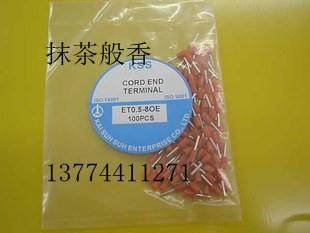 抹茶般香
KSS
CORD END
TERMINAL
ISO 14001
ISO 9001
ET0.5-8OE
100PCS
KAI SUH SUH ENTERPRISE CO., LTD.
13774411271